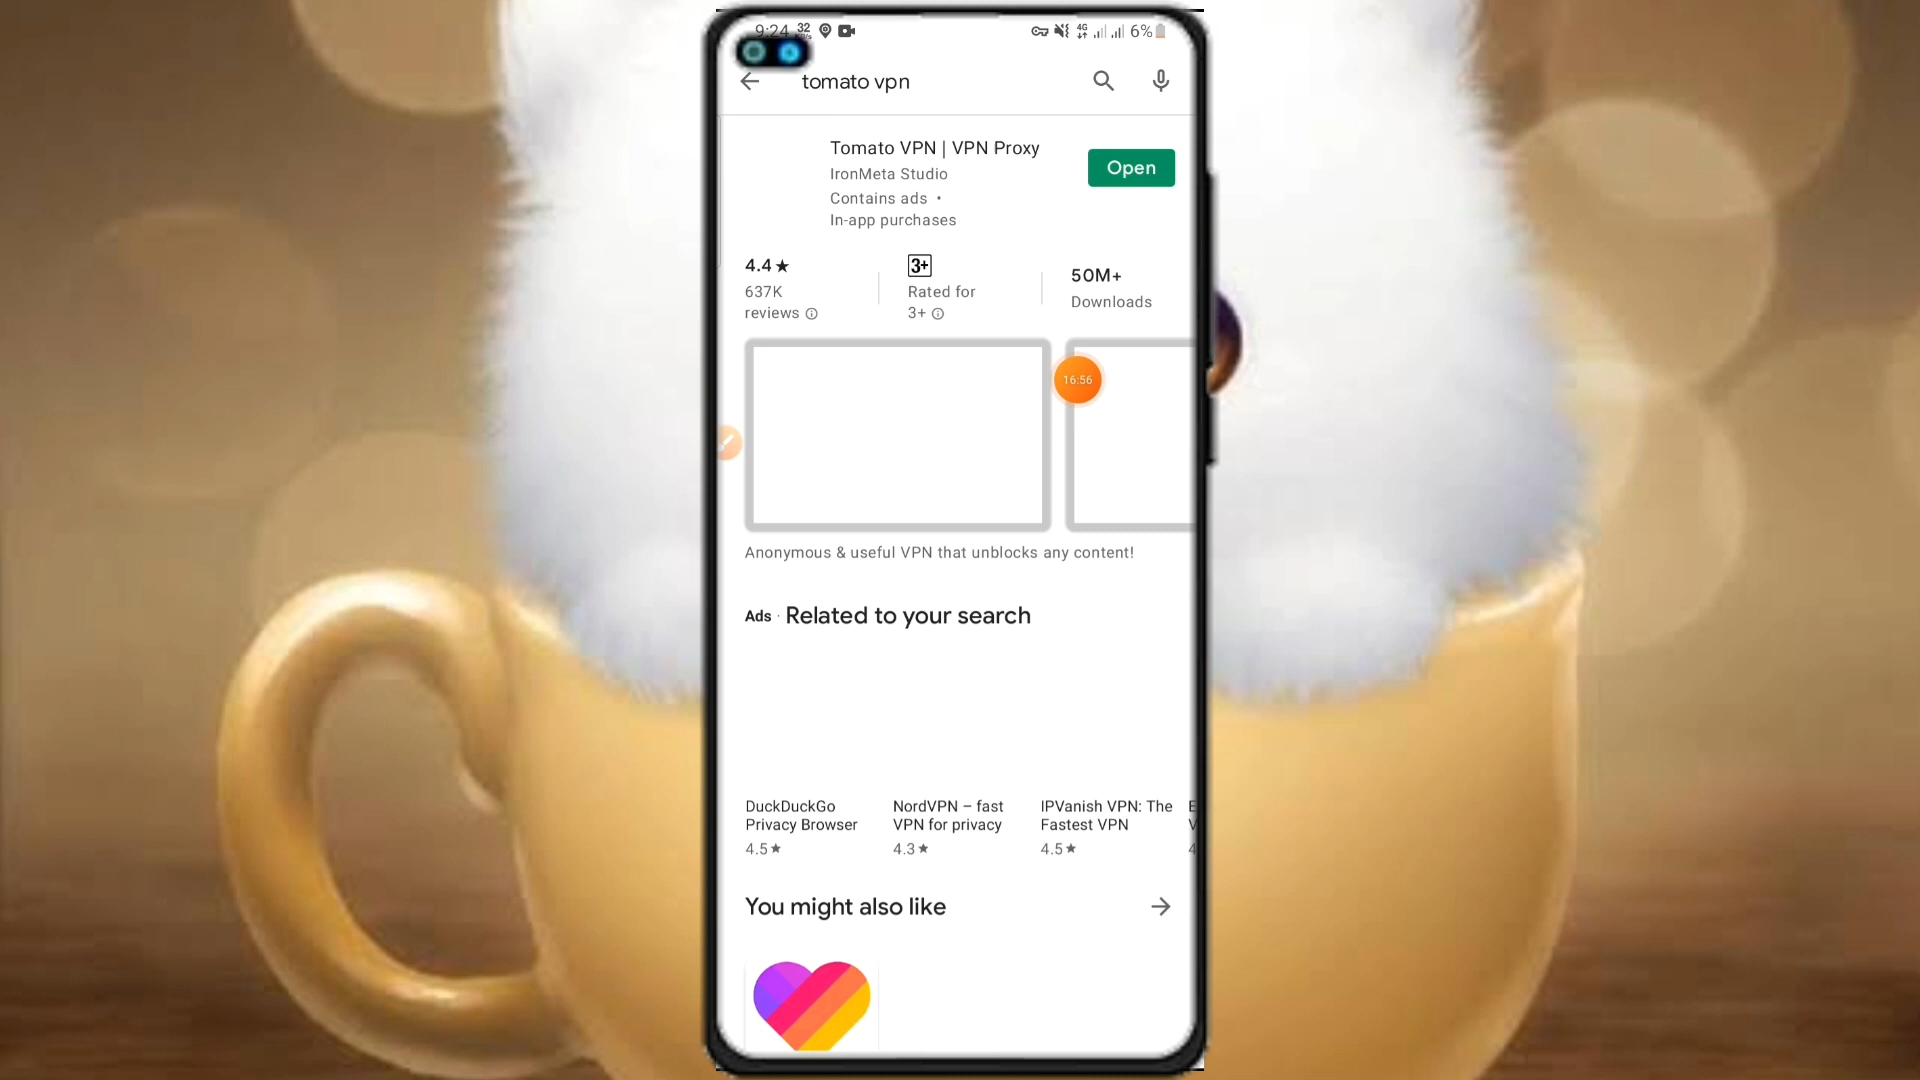 9:24 32
4G 6%
tomato vpn
Tomato VPN | VPN Proxy
IronMeta Studio
Open
Contains ads •
In-app purchases
4.4★
637K
reviews
3+
Rated for
3+
50M+
Downloads
16:56
Anonymous & useful VPN that unblocks any content!
Ads · Related to your search
DuckDuckGo
Privacy Browser
4.5★
NordVPN – fast
VPN for privacy
4.3★
IPVanish VPN: The
Fastest VPN
4.5★
E
V
4
You might also like